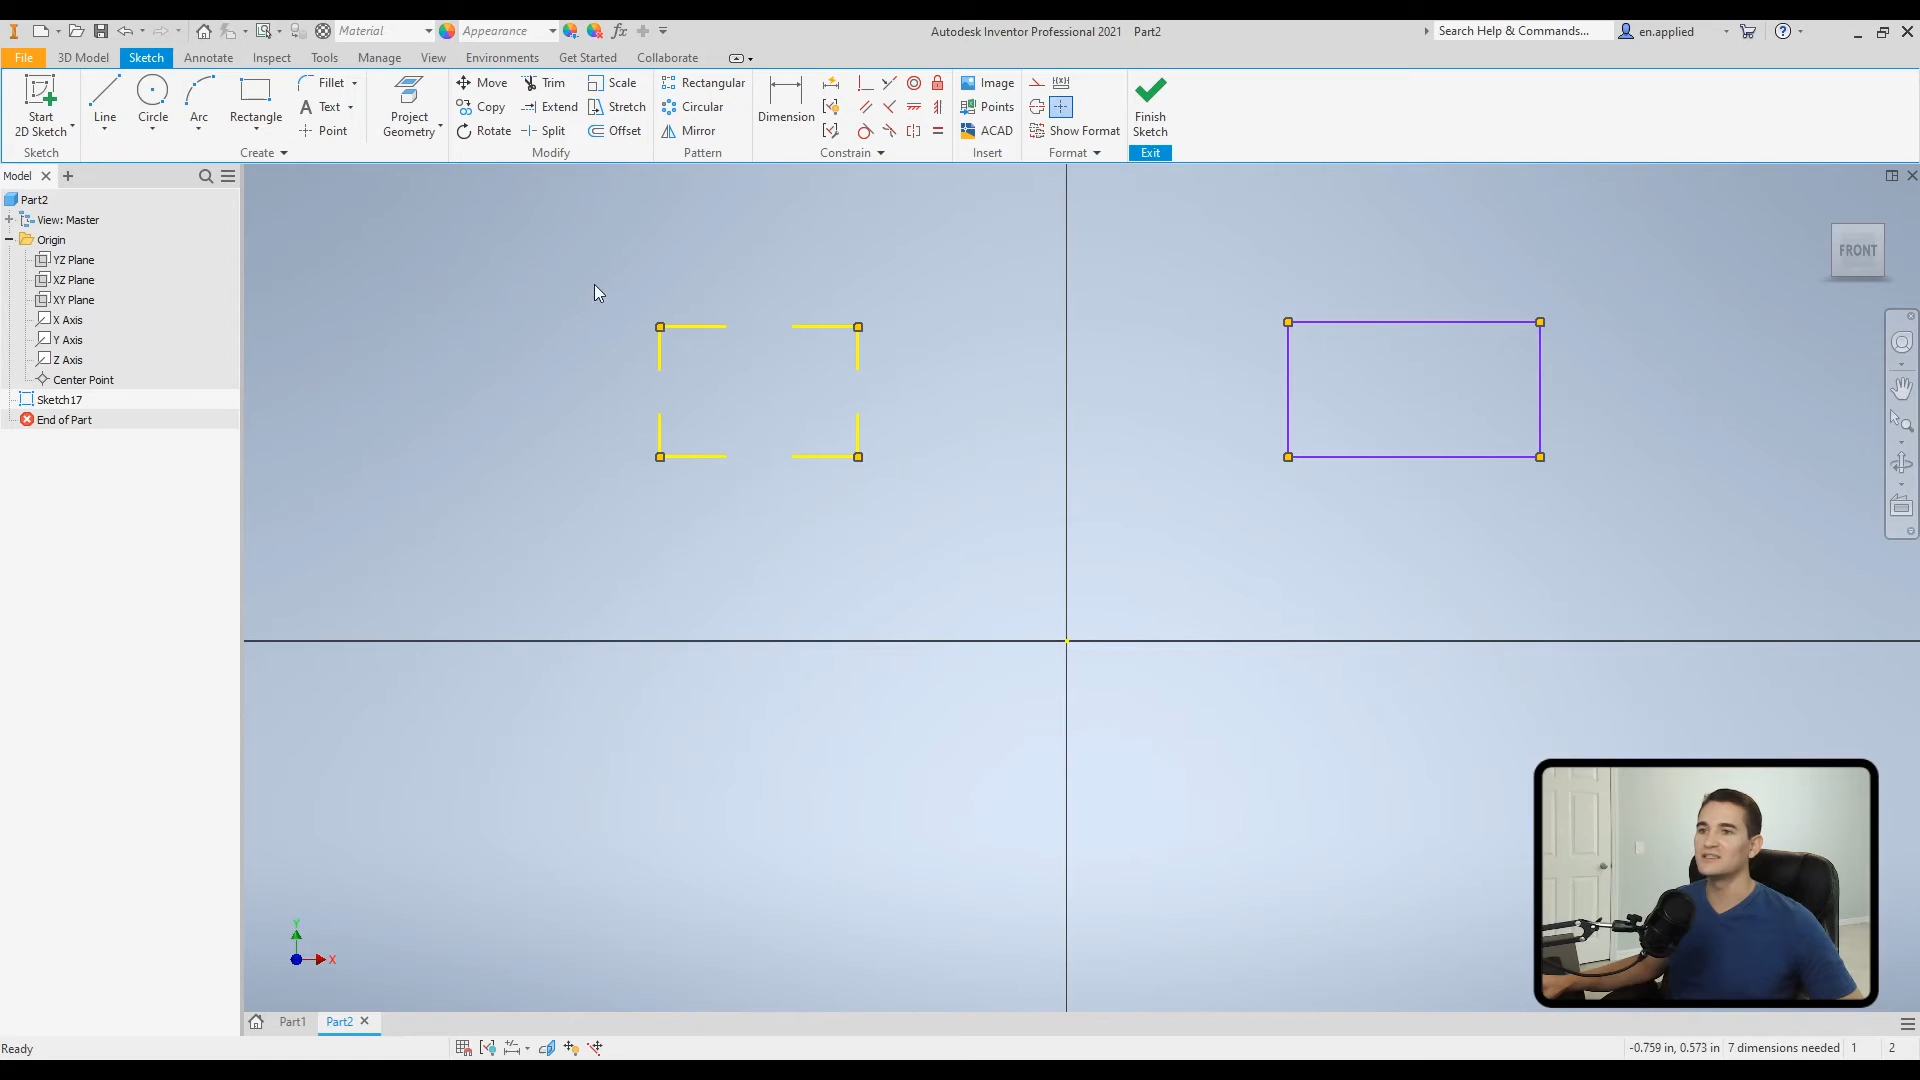 Material
Appearance
Autodesk Inventor Professional 2021 Part2
Search Help & Commands...
en.applied
File 3D Model Sketch Annotate Inspect Tools Manage View Environments Get Started Collaborate
Start
2D Sketch
Line
Circle
Arc
Rectangle
Fillet
Text
Point
Project
Geometry
Move
Copy
Rotate
Trim
Extend
Split
Scale
Stretch
Offset
Rectangular
Circular
Mirror
Dimension
Image
Points
ACAD
Show Format
Finish
Sketch
Sketch Create Modify Pattern Constrain Insert Format Exit
Model
Part2
View: Master
Origin
YZ Plane
XZ Plane
XY Plane
X Axis
Y Axis
Z Axis
Center Point
Sketch17
End of Part
FRONT
Y
X
Part1 Part2
Ready
-0.759 in, 0.573 in 7 dimensions needed 1 2